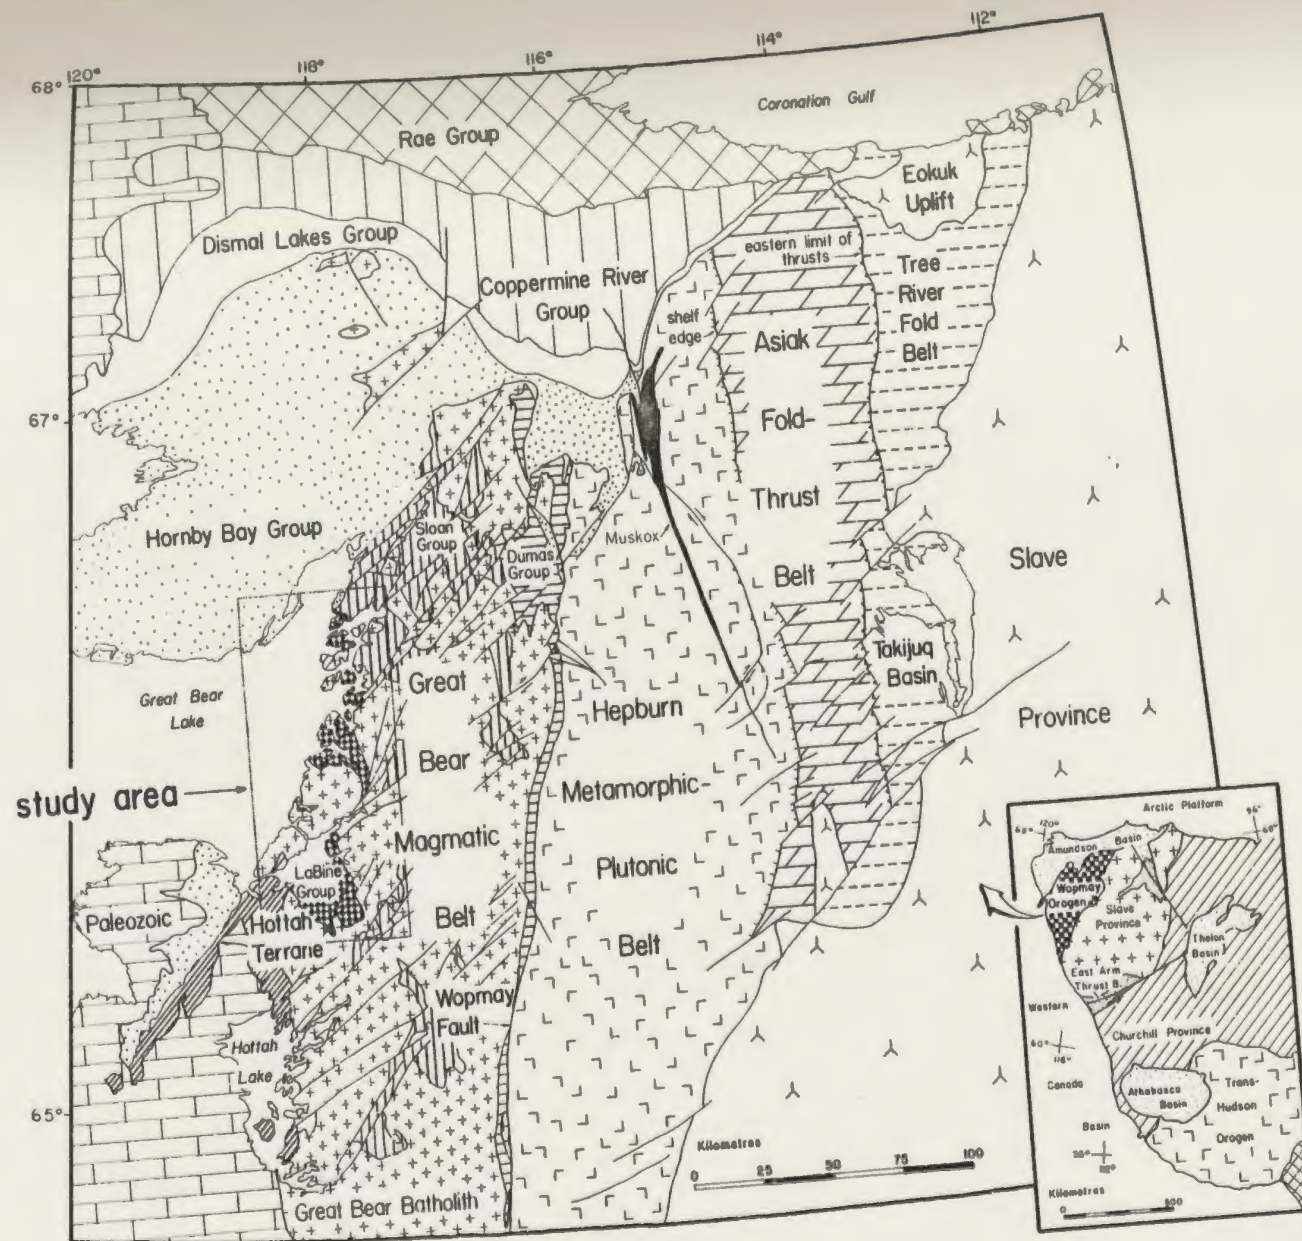 120°
118°
116°
114°
112°
68°
Coronation Gulf
Rae Group
Eokuk
Uplift
Dismal Lakes Group
eastern limit of
thrusts
Tree
River
Fold
Belt
Coppermine River
Group
shelf
edge
Asiak
Fold-
Thrust
Belt
67°
Hornby Bay Group
Sloan
Group
Dumas
Group
Muskox
Slave
Province
Takijuq
Basin
Great Bear
Lake
Great
Bear
Magmatic
Belt
Hepburn
Metamorphic-
Plutonic
Belt
study area
LaBine
Group
Paleozoic
Hottah
Terrane
Wopmay
Fault
Hottah
Lake
65°
Great Bear Batholith
Kilometres
0 25 50 75 100
Arctic Platform
120°
Amundson Basin
Wopmay
Orogen
Slave
Province
Thelon
Basin
East Arm
Thrust B.
Western
Churchill Province
60°
116°
Canada
Athabasca
Basin
Trans-
Hudson
Orogen
Basin
Kilometres
0